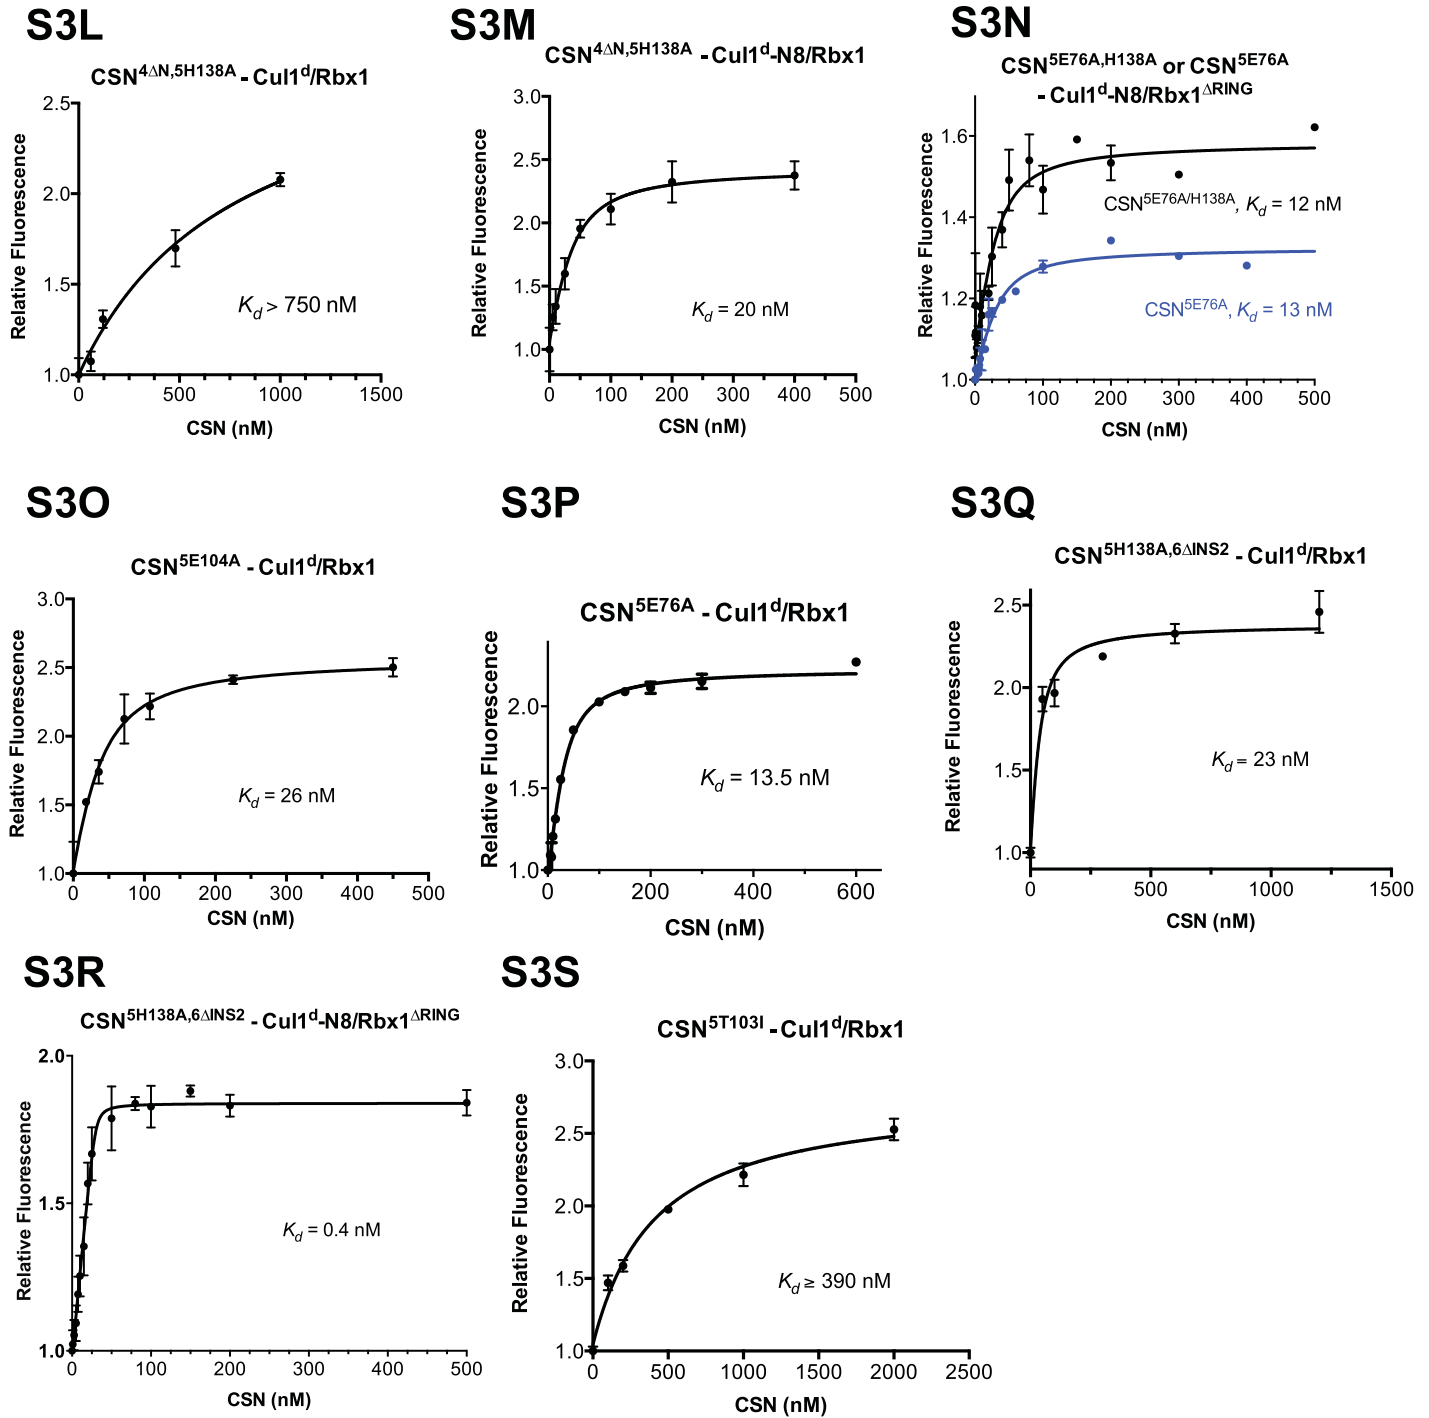 S3L
CSN4ΔN,5H138A - Cul1d/Rbx1
Relative Fluorescence
2.5
2.0
1.5
1.0
Kd > 750 nM
0 500 1000 1500
CSN (nM)
S3M
CSN4ΔN,5H138A - Cul1d-N8/Rbx1
Relative Fluorescence
3.0
2.5
2.0
1.5
1.0
Kd = 20 nM
0 100 200 300 400 500
CSN (nM)
S3N
CSN5E76A,H138A or CSN5E76A
- Cul1d-N8/Rbx1ΔRING
Relative Fluorescence
1.6
1.4
1.2
1.0
CSN5E76A/H138A, Kd = 12 nM
CSN5E76A, Kd = 13 nM
0 100 200 300 400 500
CSN (nM)
S3O
CSN5E104A - Cul1d/Rbx1
Relative Fluorescence
3.0
2.5
2.0
1.5
1.0
Kd = 26 nM
0 100 200 300 400 500
CSN (nM)
S3P
CSN5E76A - Cul1d/Rbx1
Relative Fluorescence
2.0
1.5
1.0
Kd = 13.5 nM
0 200 400 600
CSN (nM)
S3Q
CSN5H138A,6ΔINS2 - Cul1d/Rbx1
Relative Fluorescence
2.5
2.0
1.5
1.0
Kd = 23 nM
0 500 1000 1500
CSN (nM)
S3R
CSN5H138A,6ΔINS2 - Cul1d-N8/Rbx1ΔRING
Relative Fluorescence
2.0
1.5
1.0
Kd = 0.4 nM
0 100 200 300 400 500
CSN (nM)
S3S
CSN5T103I - Cul1d/Rbx1
Relative Fluorescence
3.0
2.5
2.0
1.5
1.0
Kd ≥ 390 nM
0 500 1000 1500 2000 2500
CSN (nM)